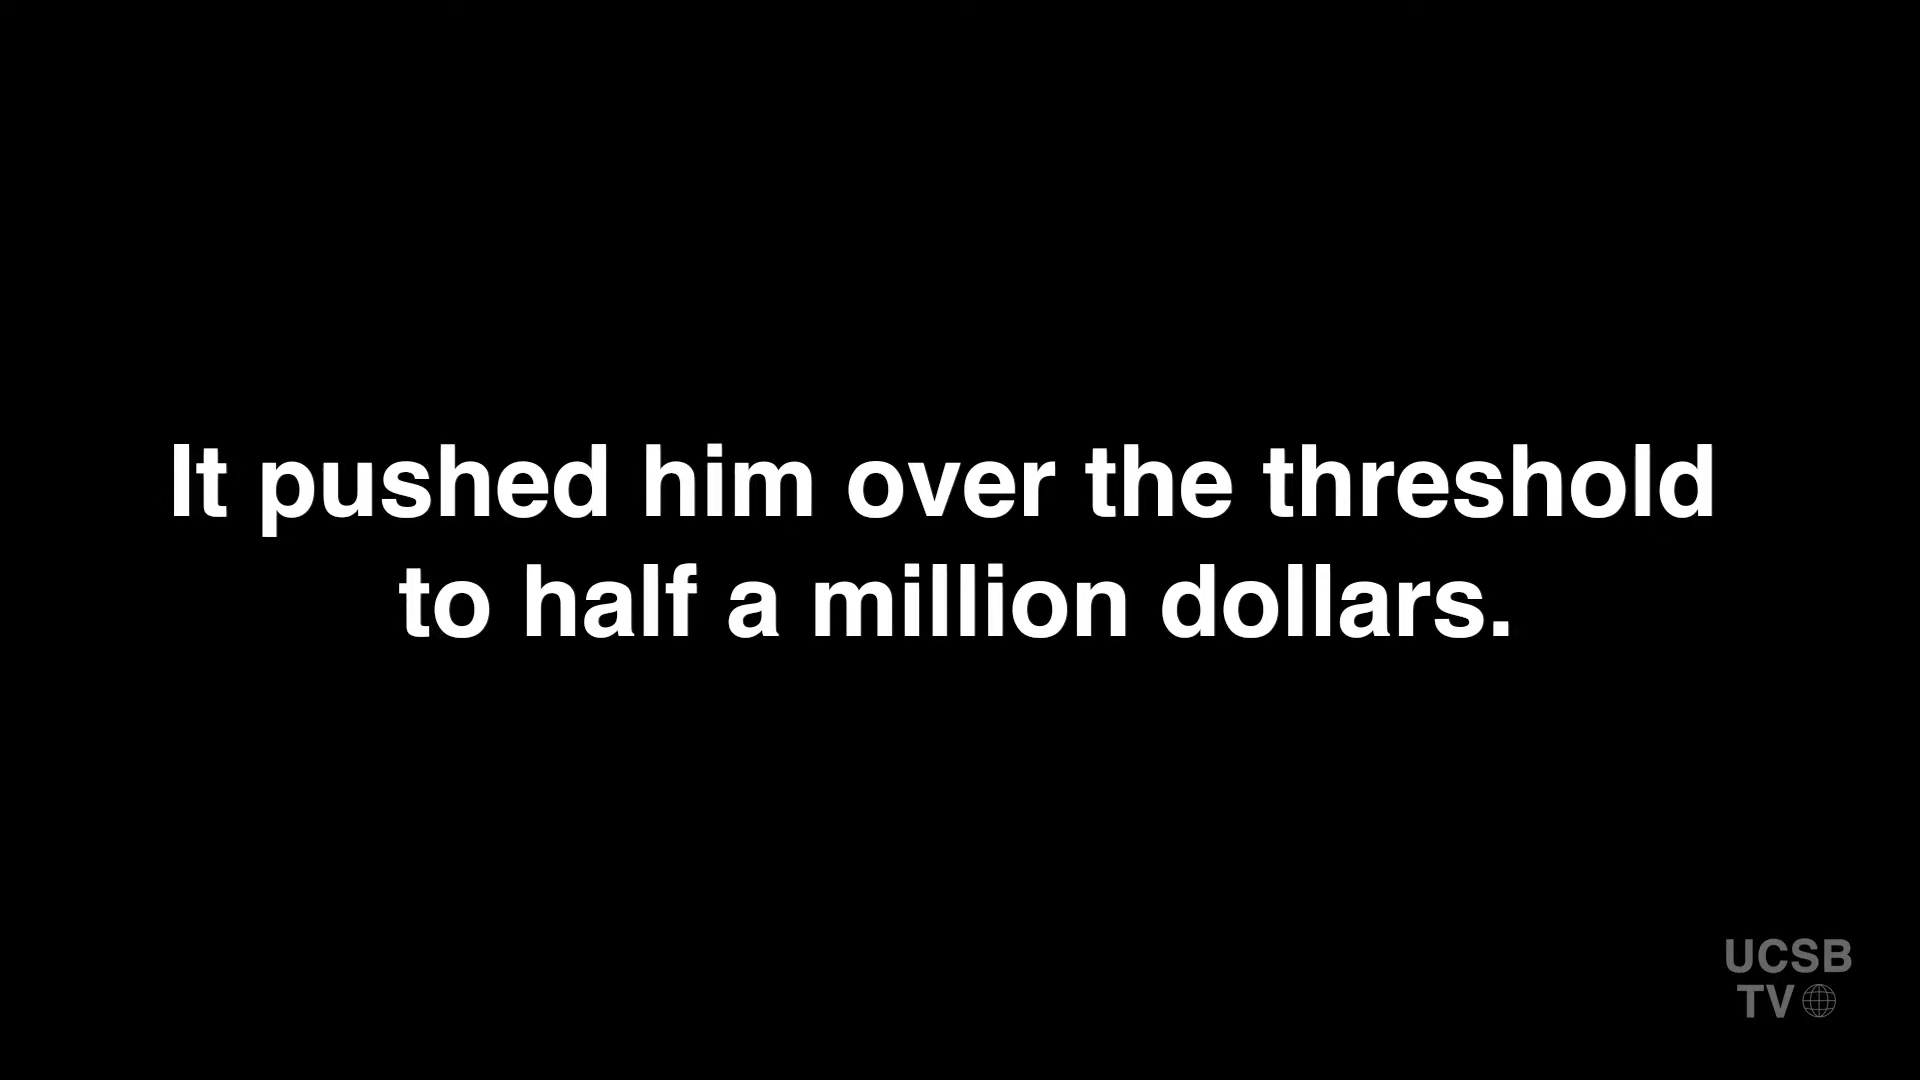 It pushed him over the threshold
to half a million dollars.
UCSB
TV